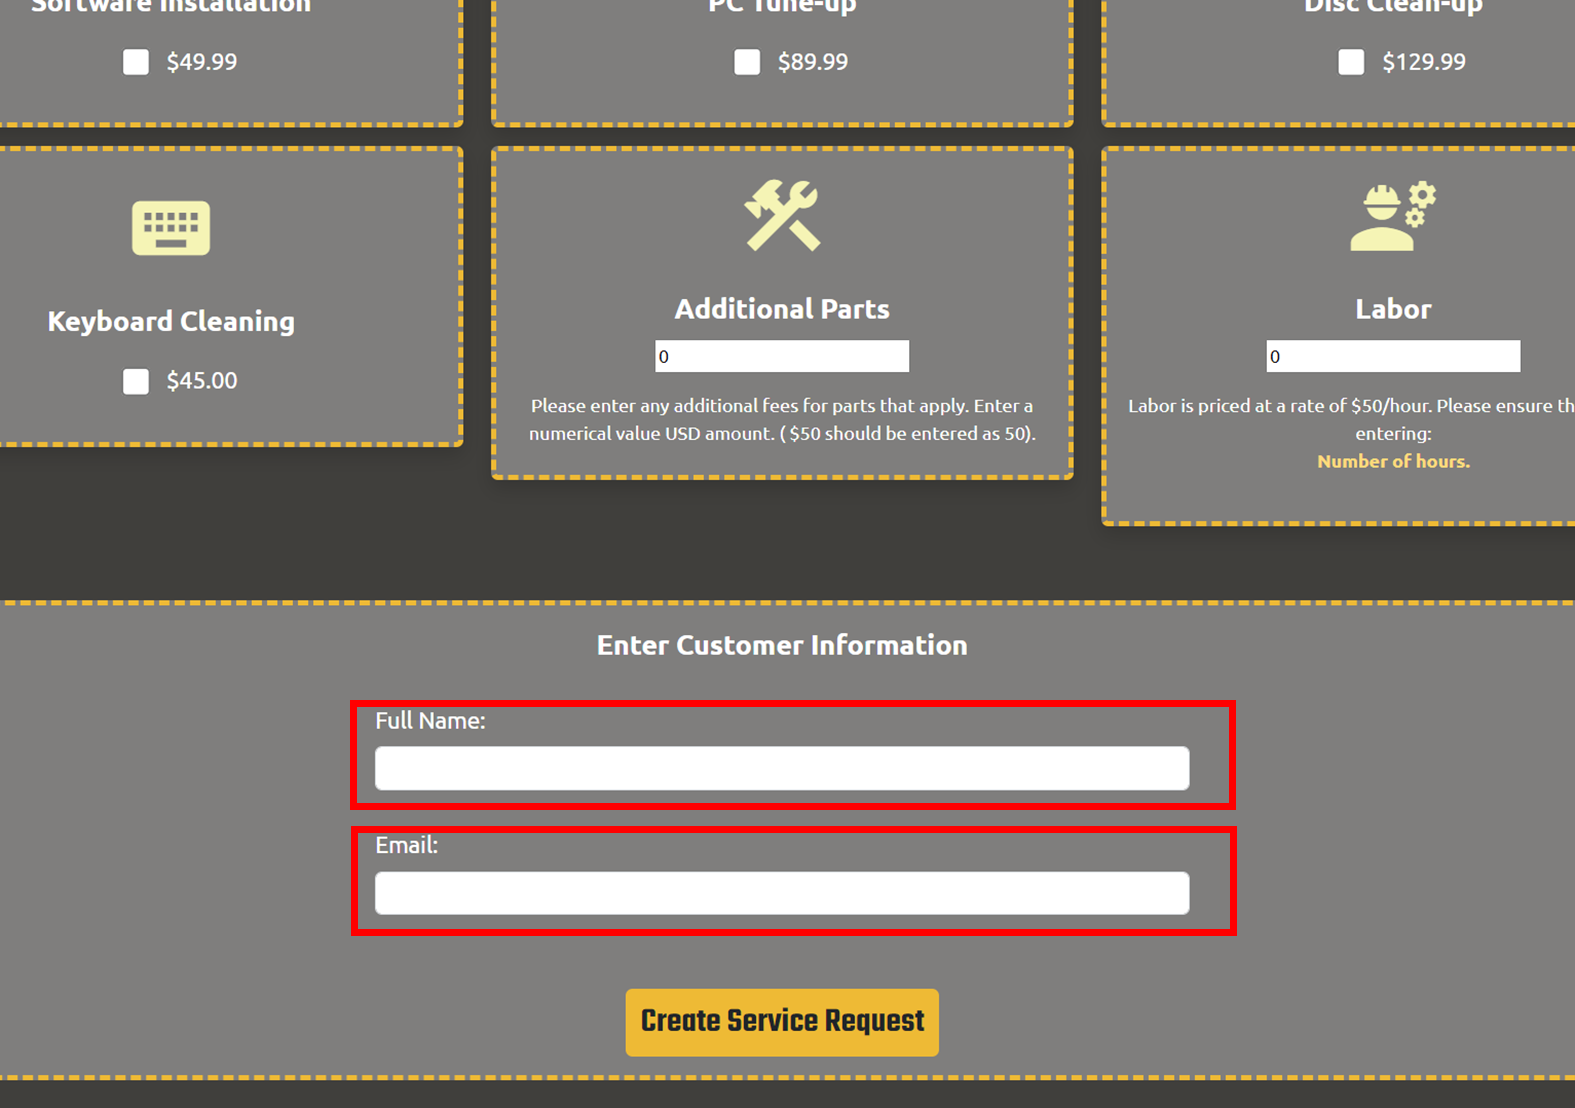 Software Installation
$49.99
PC Tune-up
$89.99
Disc Clean-up
$129.99
Keyboard Cleaning
$45.00
Additional Parts
0
Please enter any additional fees for parts that apply. Enter a
numerical value USD amount. ( $50 should be entered as 50).
Labor
0
Labor is priced at a rate of $50/hour. Please ensure th
entering:
Number of hours.
Enter Customer Information
Full Name:
Email:
Create Service Request